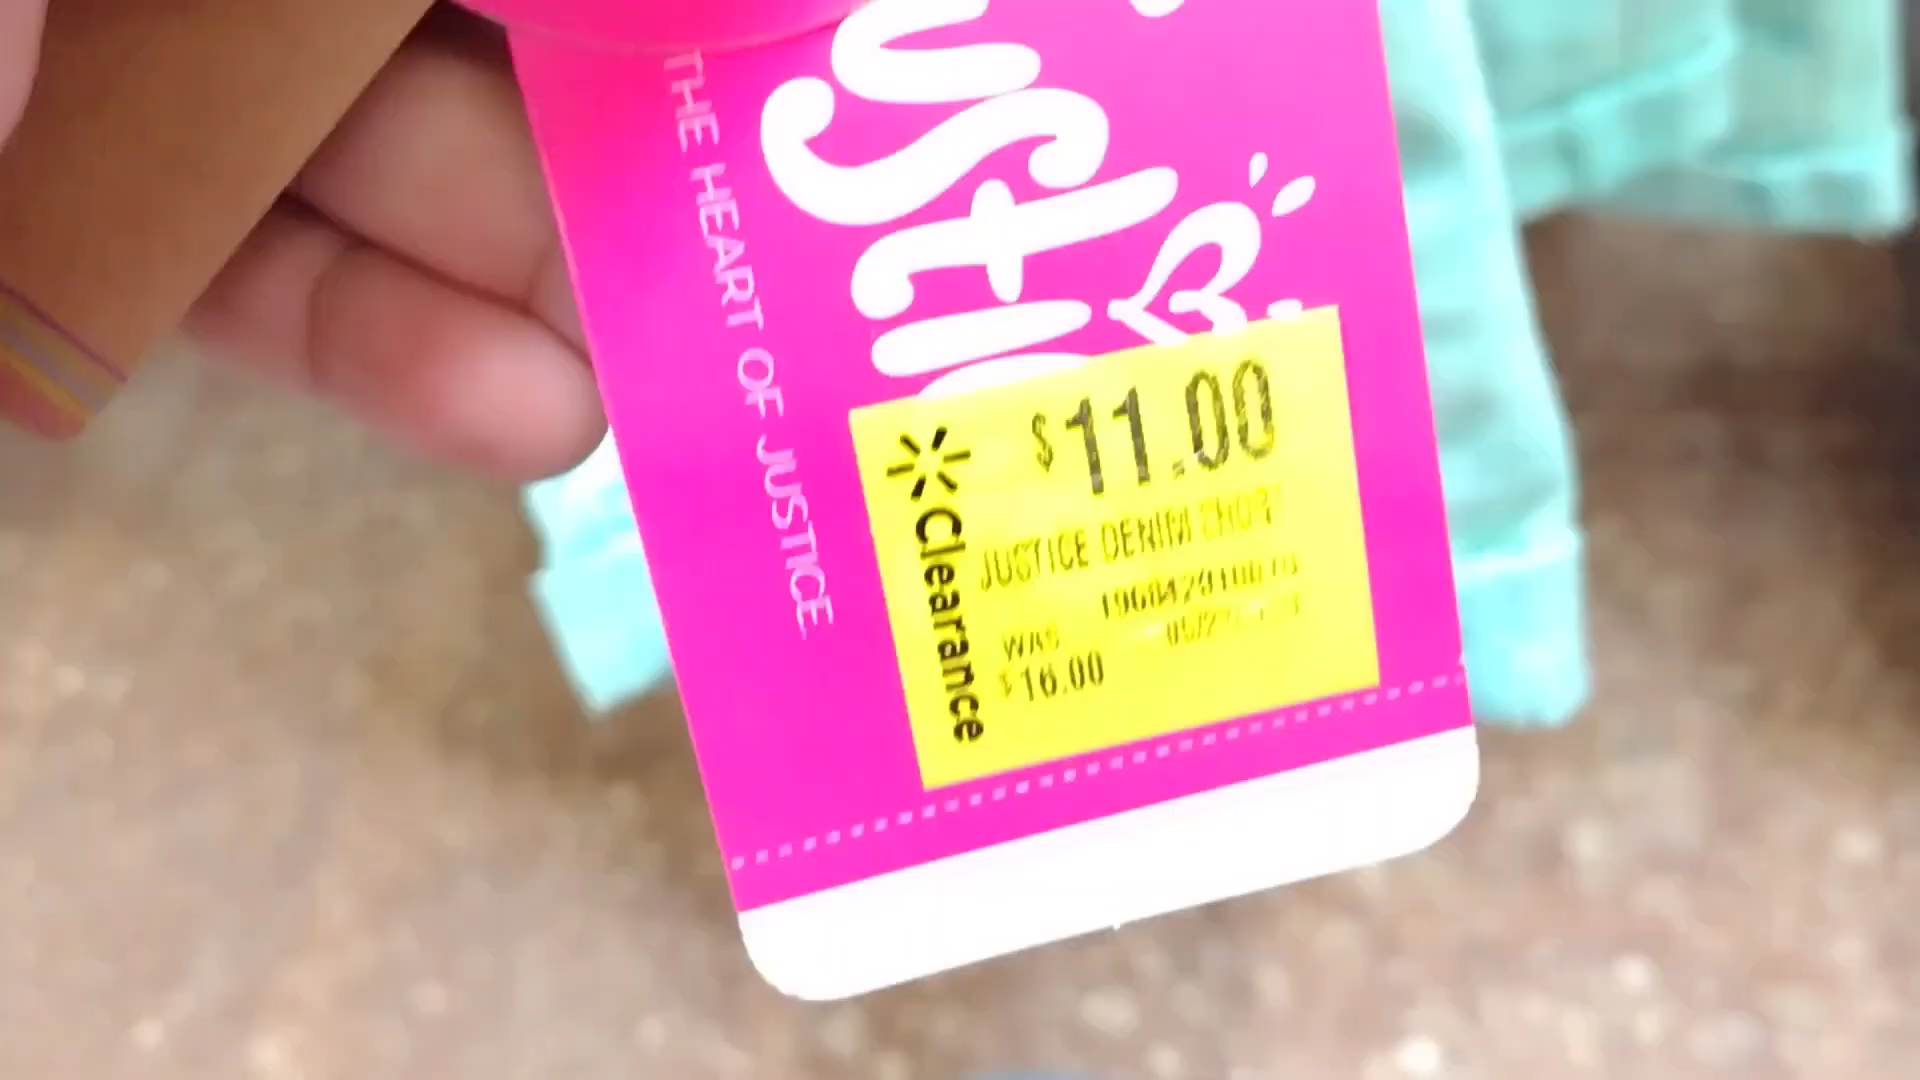 THE HEART OF JUSTICE
$11.00
Clearance
JUSTICE DENIM
WAS
$16.00